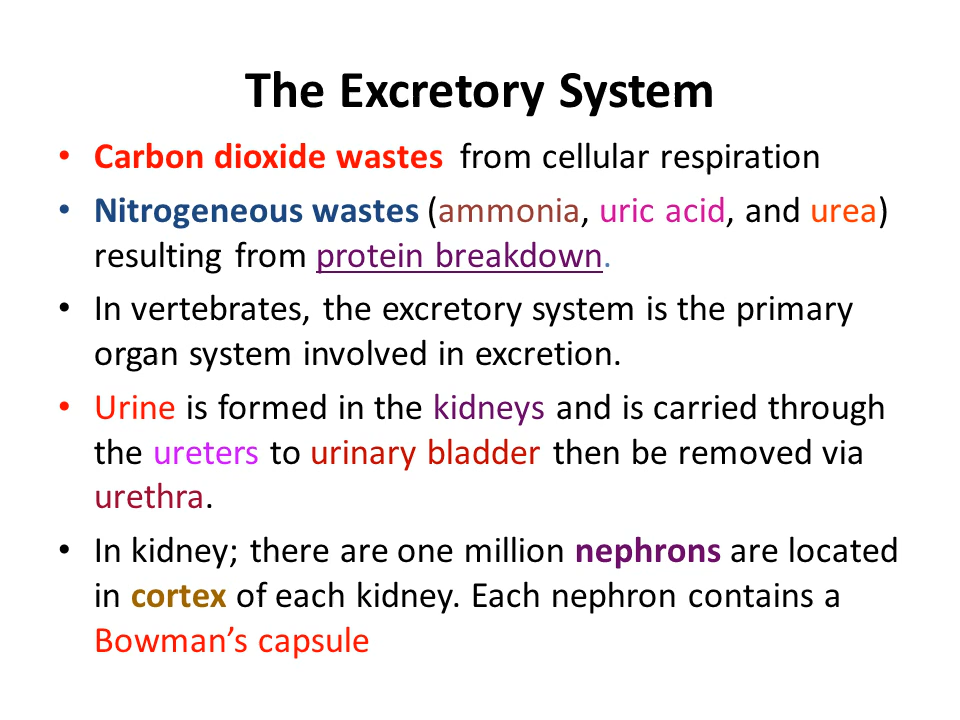 The Excretory System
• Carbon dioxide wastes from cellular respiration
• Nitrogeneous wastes (ammonia, uric acid, and urea)
resulting from protein breakdown.
• In vertebrates, the excretory system is the primary
organ system involved in excretion.
• Urine is formed in the kidneys and is carried through
the ureters to urinary bladder then be removed via
urethra.
• In kidney; there are one million nephrons are located
in cortex of each kidney. Each nephron contains a
Bowman’s capsule